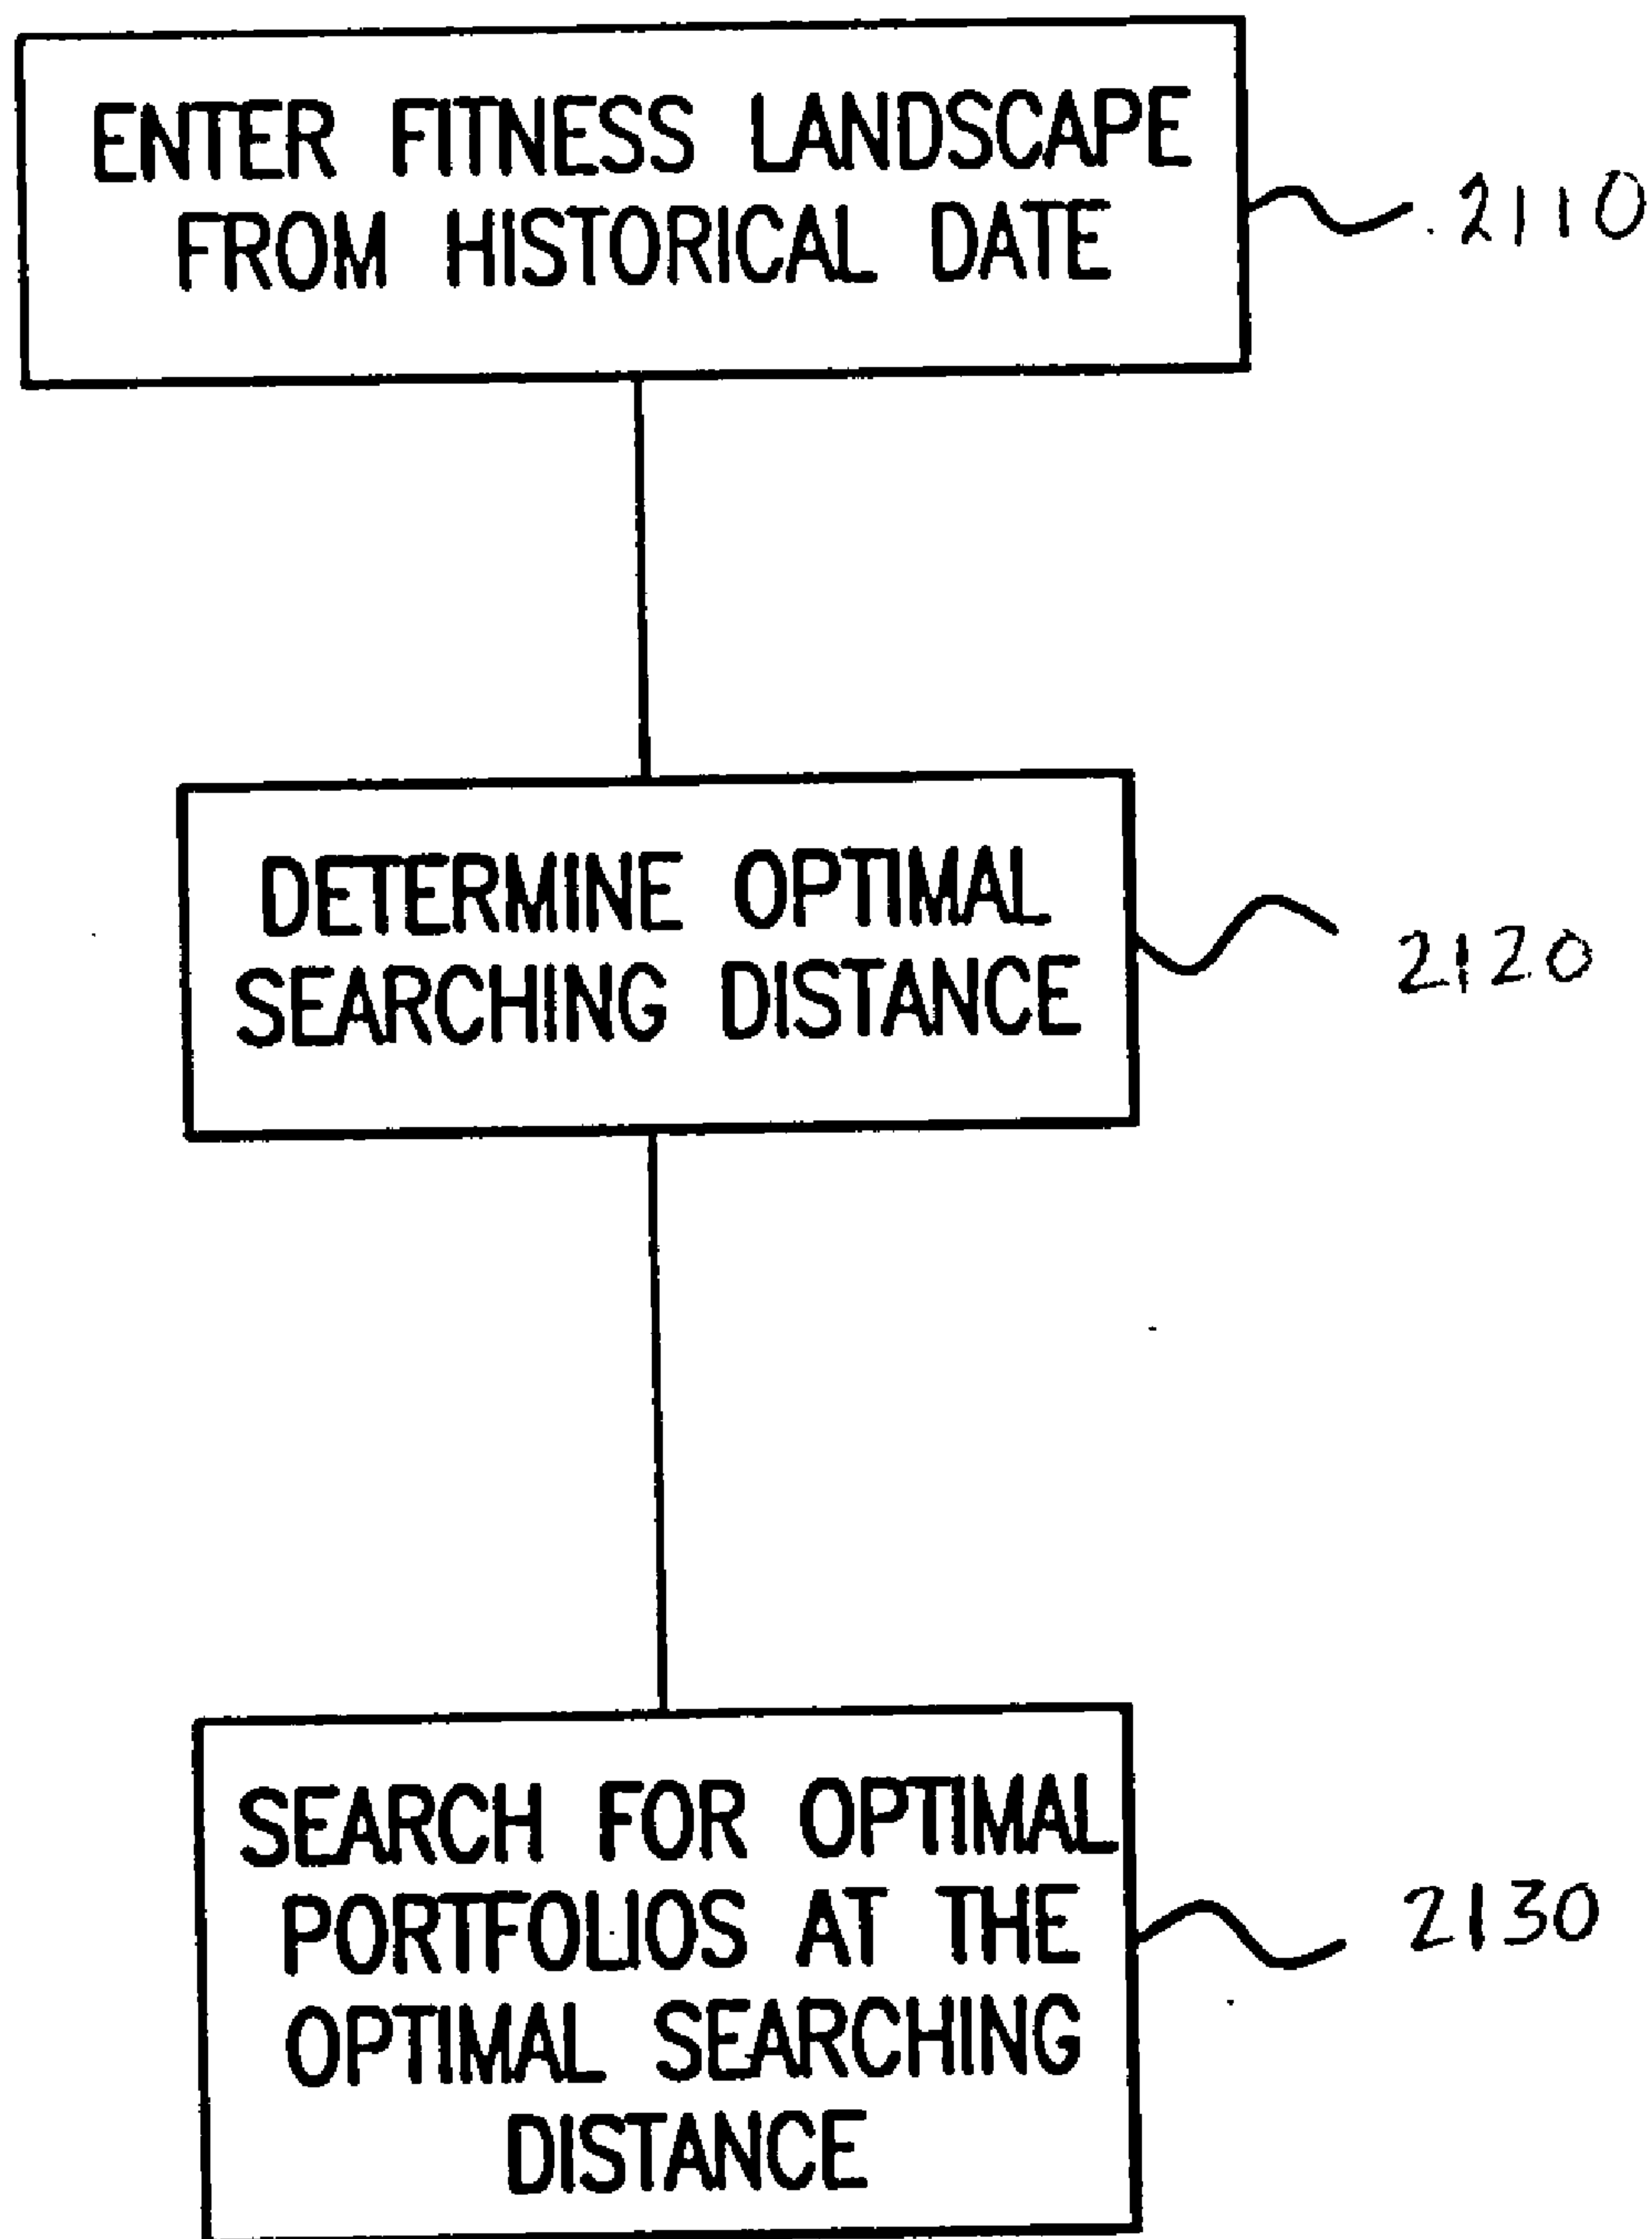 ENTER FITNESS LANDSCAPE
FROM HISTORICAL DATE
2110
DETERMINE OPTIMAL
SEARCHING DISTANCE
2120
SEARCH FOR OPTIMAL
PORTFOLIOS AT THE
OPTIMAL SEARCHING
DISTANCE
2130